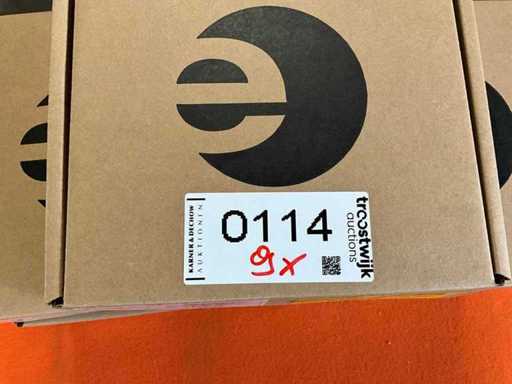 e
KARNER & DECHOW
AUKTIONEN
0114
9x
troostwijk
auctions